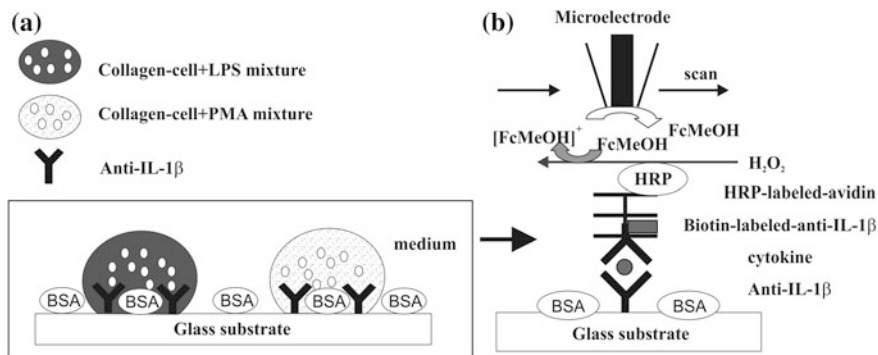 (a)
Collagen-cell+LPS mixture
Collagen-cell+PMA mixture
Anti-IL-1β
medium
BSA BSA BSA BSA BSA
Glass substrate
(b)
Microelectrode
scan
[FcMeOH]⁺ FcMeOH FcMeOH
H₂O₂
HRP
HRP-labeled-avidin
Biotin-labeled-anti-IL-1β
cytokine
Anti-IL-1β
BSA BSA
Glass substrate